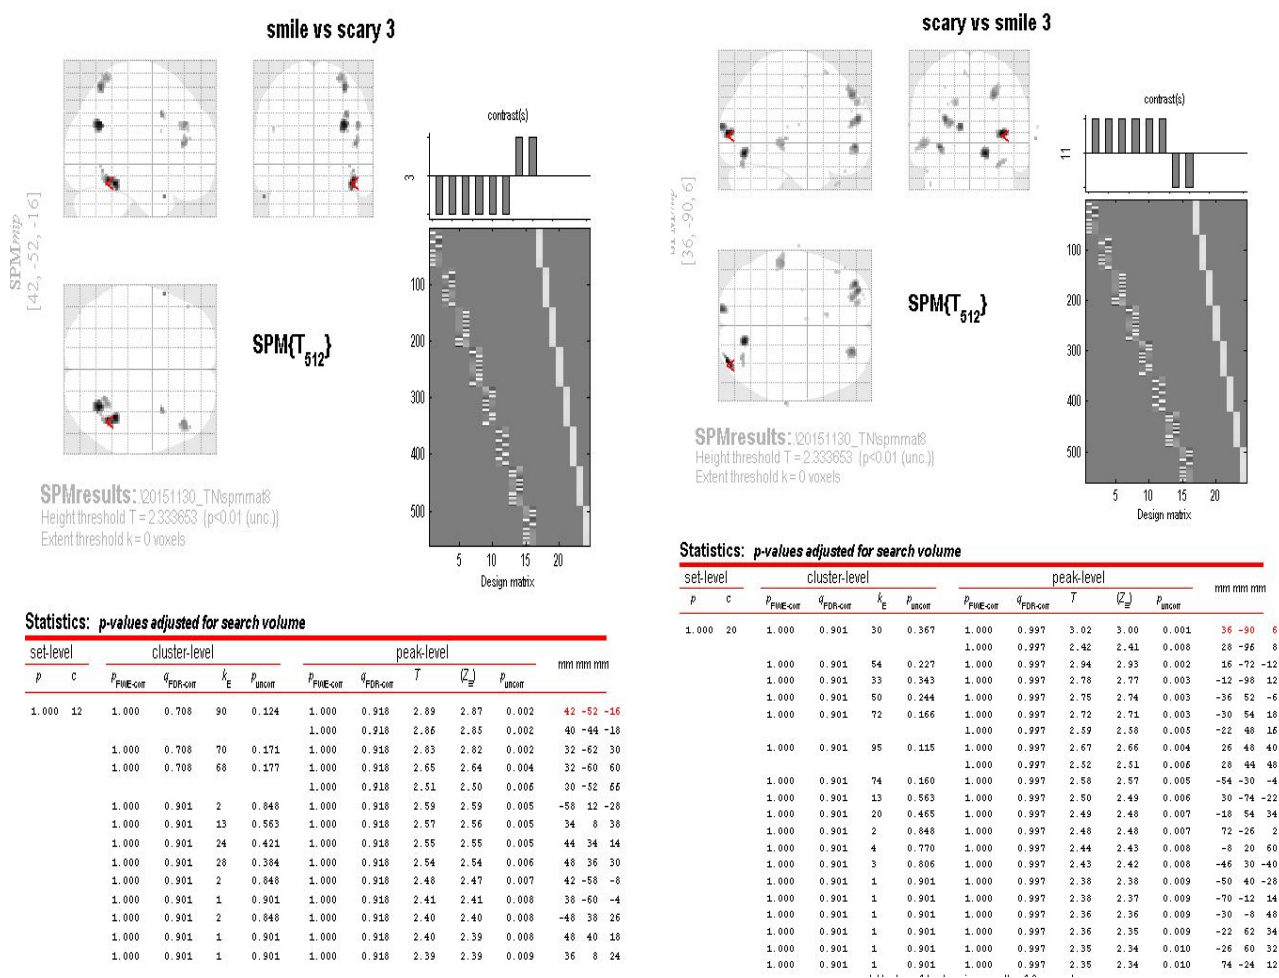 smile vs scary 3
contrast(s)
3
SPMmip
[42, -52, -16]
SPM{T512}
100
200
300
400
500
5 10 15 20
Design matrix
SPMresults: .\20151130_TN\spmmat8
Height threshold T = 2.333653 {p<0.01 (unc.)}
Extent threshold k = 0 voxels
Statistics: p-values adjusted for search volume
set-level cluster-level peak-level mm mm mm
p c pFWE-corr qFDR-corr kE puncorr pFWE-corr qFDR-corr T (Z≡) puncorr
1.000 12 1.000 0.708 90 0.124 1.000 0.918 2.89 2.87 0.002 42 -52 -16
1.000 0.918 2.86 2.85 0.002 40 -44 -18
1.000 0.708 70 0.171 1.000 0.918 2.83 2.82 0.002 32 -62 30
1.000 0.708 68 0.177 1.000 0.918 2.65 2.64 0.004 32 -60 60
1.000 0.918 2.51 2.50 0.006 30 -52 66
1.000 0.901 2 0.848 1.000 0.918 2.59 2.59 0.005 -58 12 -28
1.000 0.901 13 0.563 1.000 0.918 2.57 2.56 0.005 34 8 38
1.000 0.901 24 0.421 1.000 0.918 2.55 2.55 0.005 44 34 14
1.000 0.901 28 0.384 1.000 0.918 2.54 2.54 0.006 48 36 30
1.000 0.901 2 0.848 1.000 0.918 2.48 2.47 0.007 42 -58 -8
1.000 0.901 1 0.901 1.000 0.918 2.41 2.41 0.008 38 -60 -4
1.000 0.901 2 0.848 1.000 0.918 2.40 2.40 0.008 -48 38 26
1.000 0.901 1 0.901 1.000 0.918 2.40 2.39 0.008 48 40 18
1.000 0.901 1 0.901 1.000 0.918 2.39 2.39 0.009 36 8 24
scary vs smile 3
contrast(s)
11
[36, -90, 6]
SPM{T512}
100
200
300
400
500
5 10 15 20
Design matrix
SPMresults: .\20151130_TN\spmmat8
Height threshold T = 2.333653 {p<0.01 (unc.)}
Extent threshold k = 0 voxels
Statistics: p-values adjusted for search volume
set-level cluster-level peak-level mm mm mm
p c pFWE-corr qFDR-corr kE puncorr pFWE-corr qFDR-corr T (Z≡) puncorr
1.000 20 1.000 0.901 30 0.367 1.000 0.997 3.02 3.00 0.001 36 -90 6
1.000 0.997 2.42 2.41 0.008 28 -96 8
1.000 0.901 54 0.227 1.000 0.997 2.94 2.93 0.002 16 -72 -12
1.000 0.901 33 0.343 1.000 0.997 2.78 2.77 0.003 -12 -98 12
1.000 0.901 50 0.244 1.000 0.997 2.75 2.74 0.003 -36 52 -6
1.000 0.901 72 0.166 1.000 0.997 2.72 2.71 0.003 -30 54 18
1.000 0.997 2.59 2.58 0.005 -22 48 16
1.000 0.901 95 0.115 1.000 0.997 2.67 2.66 0.004 26 48 40
1.000 0.997 2.52 2.51 0.006 28 44 48
1.000 0.901 74 0.160 1.000 0.997 2.58 2.57 0.005 -54 -30 -4
1.000 0.901 13 0.563 1.000 0.997 2.50 2.49 0.006 30 -74 -22
1.000 0.901 20 0.465 1.000 0.997 2.49 2.48 0.007 -18 54 34
1.000 0.901 2 0.848 1.000 0.997 2.48 2.48 0.007 72 -26 2
1.000 0.901 4 0.770 1.000 0.997 2.44 2.43 0.008 -8 20 60
1.000 0.901 3 0.806 1.000 0.997 2.43 2.42 0.008 -46 30 -40
1.000 0.901 1 0.901 1.000 0.997 2.38 2.38 0.009 -50 40 -28
1.000 0.901 1 0.901 1.000 0.997 2.38 2.37 0.009 -70 -12 14
1.000 0.901 1 0.901 1.000 0.997 2.36 2.36 0.009 -30 -8 48
1.000 0.901 1 0.901 1.000 0.997 2.36 2.35 0.009 -22 62 34
1.000 0.901 1 0.901 1.000 0.997 2.35 2.34 0.010 -26 60 32
1.000 0.901 1 0.901 1.000 0.997 2.35 2.34 0.010 74 -24 12